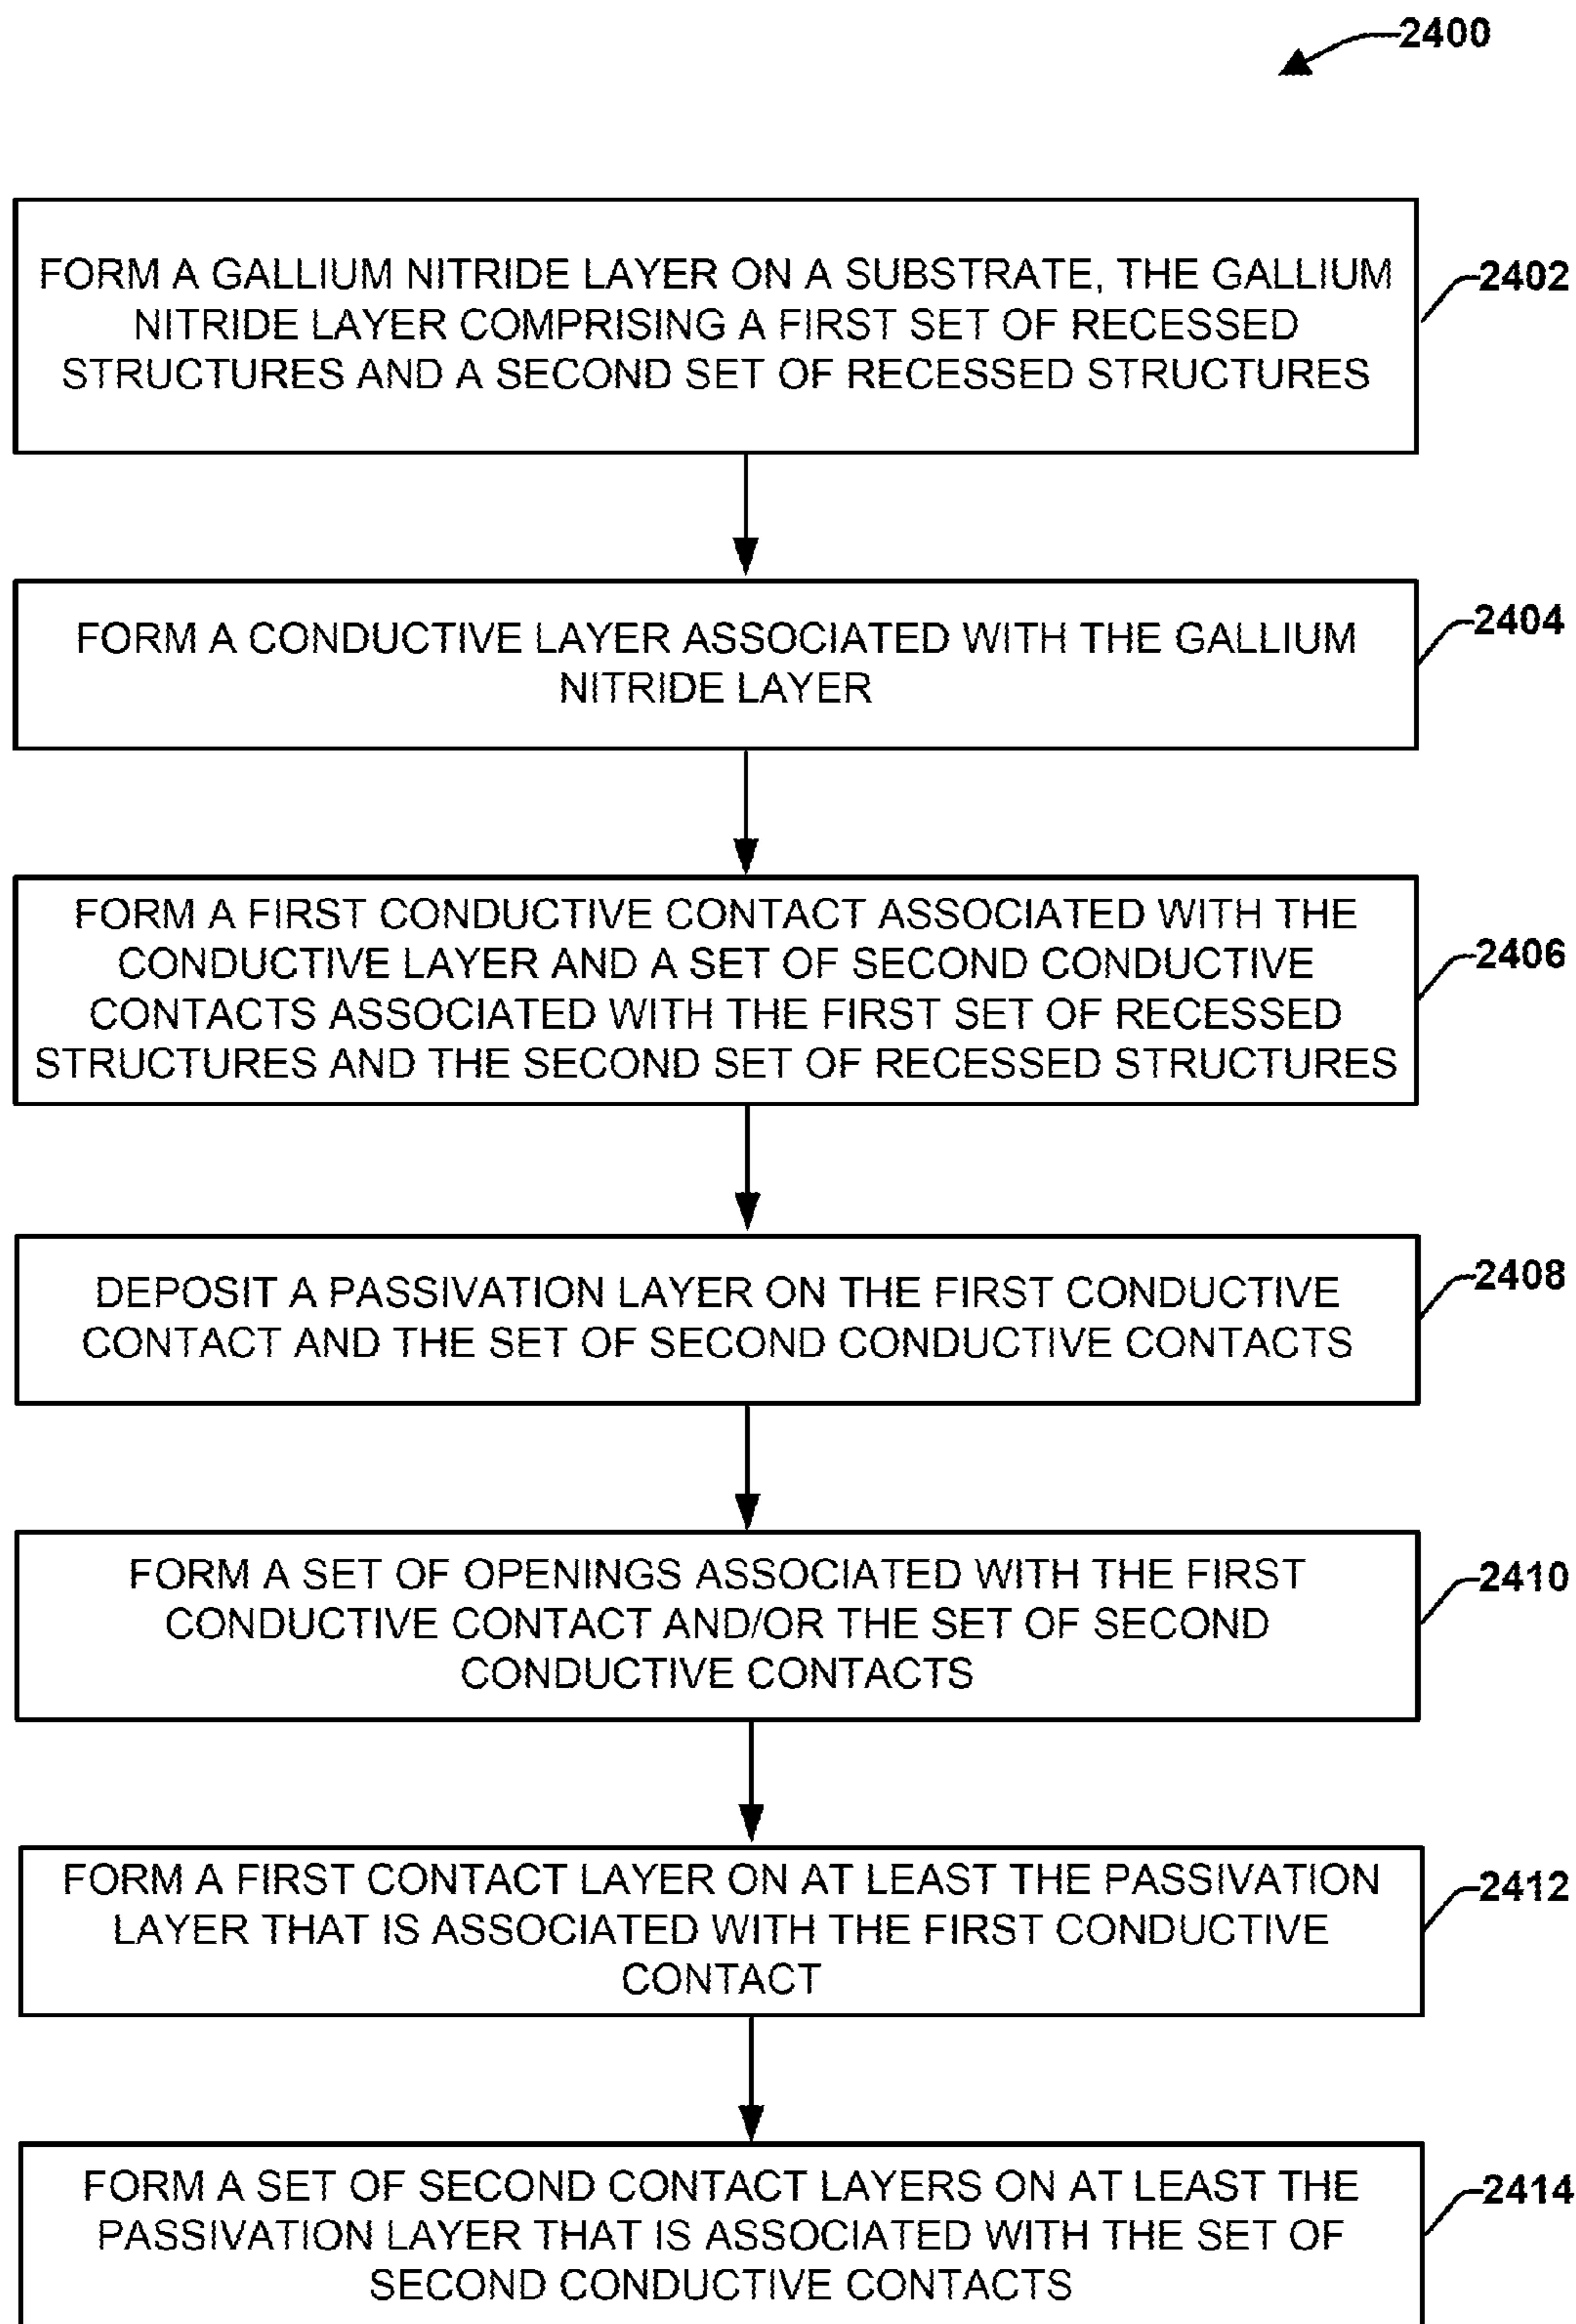 2400
FORM A GALLIUM NITRIDE LAYER ON A SUBSTRATE, THE GALLIUM
NITRIDE LAYER COMPRISING A FIRST SET OF RECESSED
STRUCTURES AND A SECOND SET OF RECESSED STRUCTURES
2402
FORM A CONDUCTIVE LAYER ASSOCIATED WITH THE GALLIUM
NITRIDE LAYER
2404
FORM A FIRST CONDUCTIVE CONTACT ASSOCIATED WITH THE
CONDUCTIVE LAYER AND A SET OF SECOND CONDUCTIVE
CONTACTS ASSOCIATED WITH THE FIRST SET OF RECESSED
STRUCTURES AND THE SECOND SET OF RECESSED STRUCTURES
2406
DEPOSIT A PASSIVATION LAYER ON THE FIRST CONDUCTIVE
CONTACT AND THE SET OF SECOND CONDUCTIVE CONTACTS
2408
FORM A SET OF OPENINGS ASSOCIATED WITH THE FIRST
CONDUCTIVE CONTACT AND/OR THE SET OF SECOND
CONDUCTIVE CONTACTS
2410
FORM A FIRST CONTACT LAYER ON AT LEAST THE PASSIVATION
LAYER THAT IS ASSOCIATED WITH THE FIRST CONDUCTIVE
CONTACT
2412
FORM A SET OF SECOND CONTACT LAYERS ON AT LEAST THE
PASSIVATION LAYER THAT IS ASSOCIATED WITH THE SET OF
SECOND CONDUCTIVE CONTACTS
2414